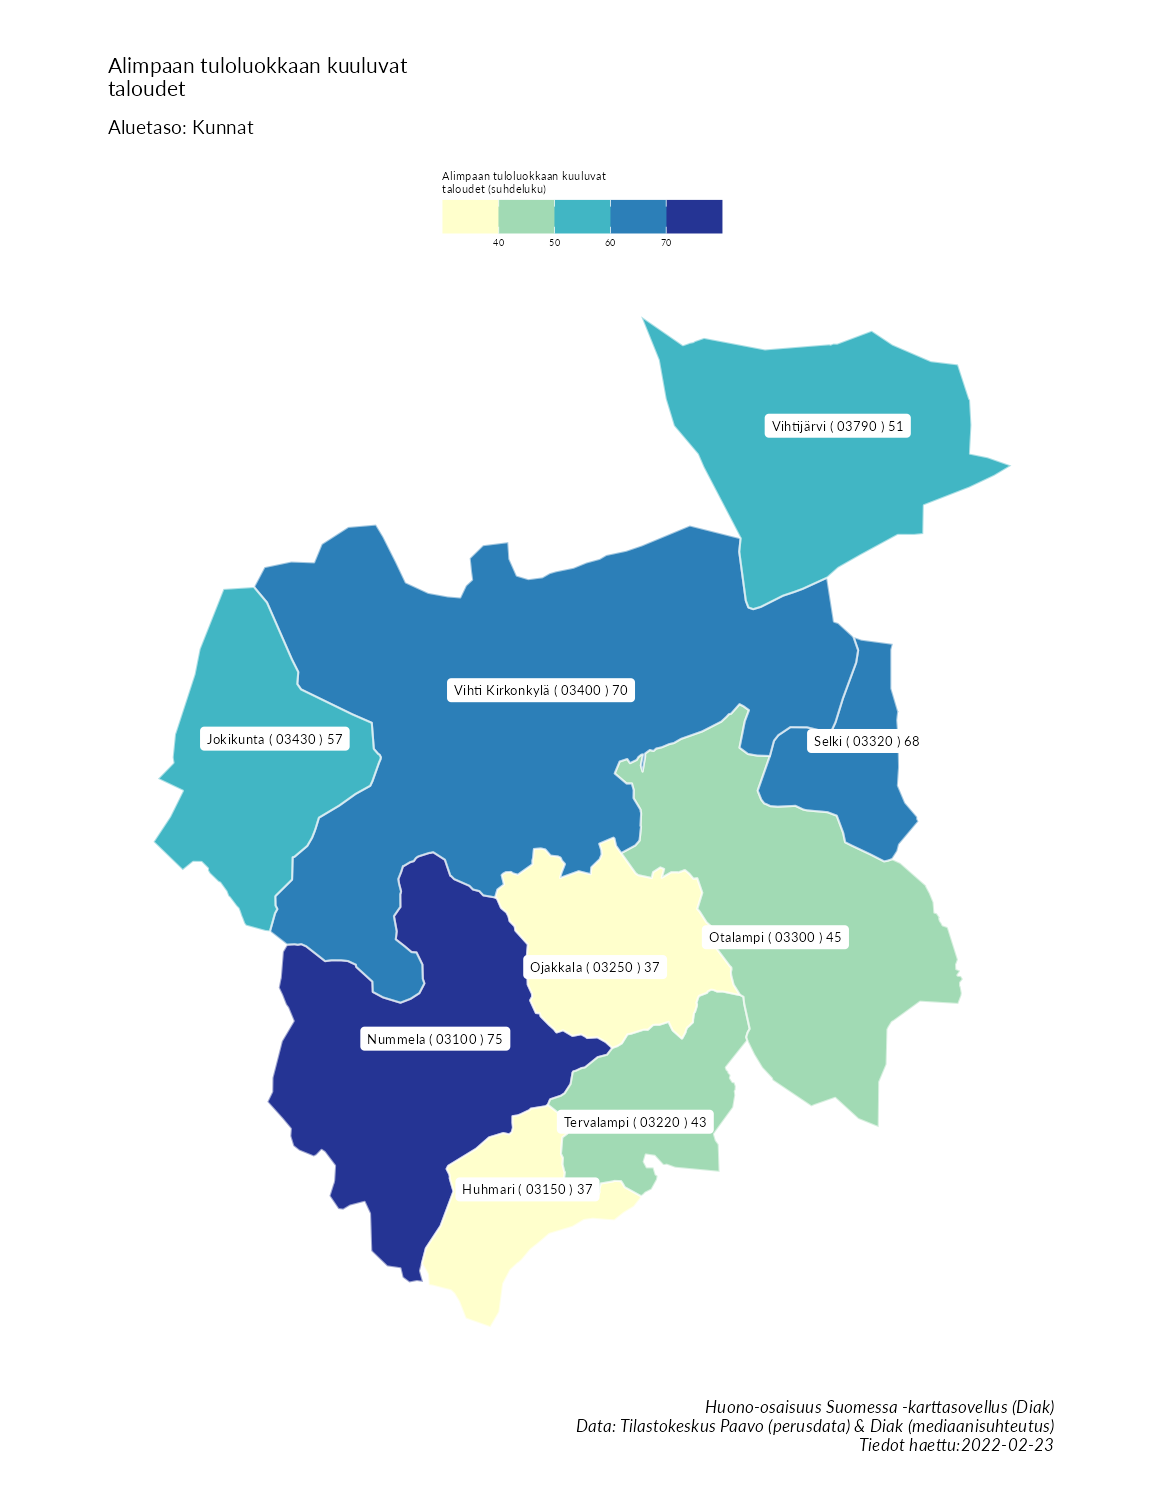 Alimpaan tuloluokkaan kuuluvat
taloudet
Aluetaso: Kunnat
Alimpaan tuloluokkaan kuuluvat
taloudet (suhdeluku)
40 50 60 70
Vihtijärvi ( 03790 ) 51
Vihti Kirkonkylä ( 03400 ) 70
Jokikunta ( 03430 ) 57
Selki ( 03320 ) 68
Otalampi ( 03300 ) 45
Ojakkala ( 03250 ) 37
Nummela ( 03100 ) 75
Tervalampi ( 03220 ) 43
Huhmari ( 03150 ) 37
Huono-osaisuus Suomessa -karttasovellus (Diak)
Data: Tilastokeskus Paavo (perusdata) & Diak (mediaanisuhteutus)
Tiedot haettu:2022-02-23